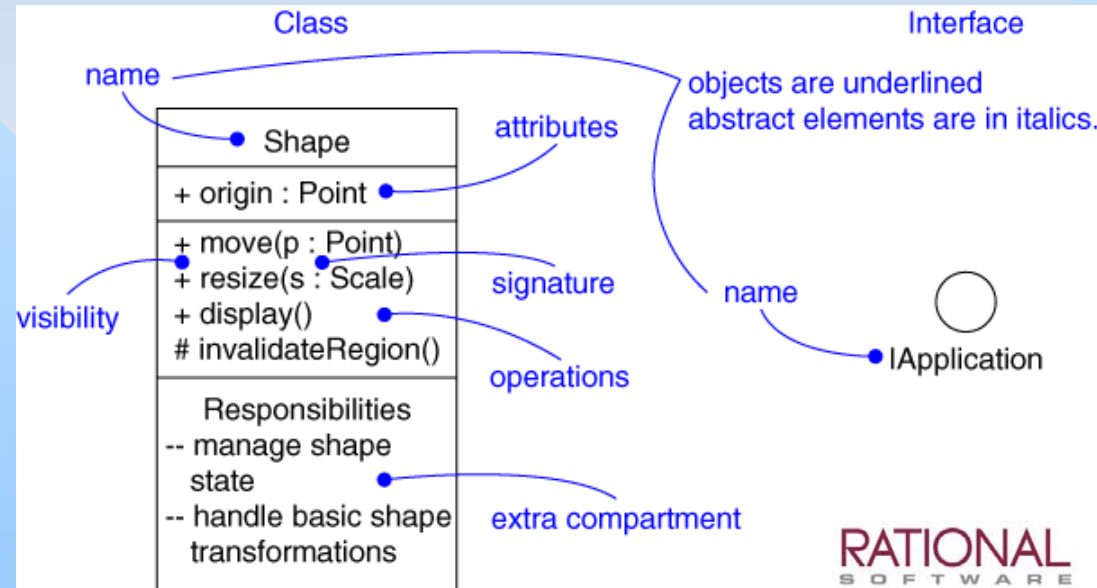 Class
Interface
name
objects are underlined
abstract elements are in italics.
Shape
attributes
+ origin : Point
+ move(p : Point)
+ resize(s : Scale)
+ display()
# invalidateRegion()
signature
visibility
operations
name
IApplication
Responsibilities
-- manage shape
state
-- handle basic shape
transformations
extra compartment
RATIONAL
SOFTWARE